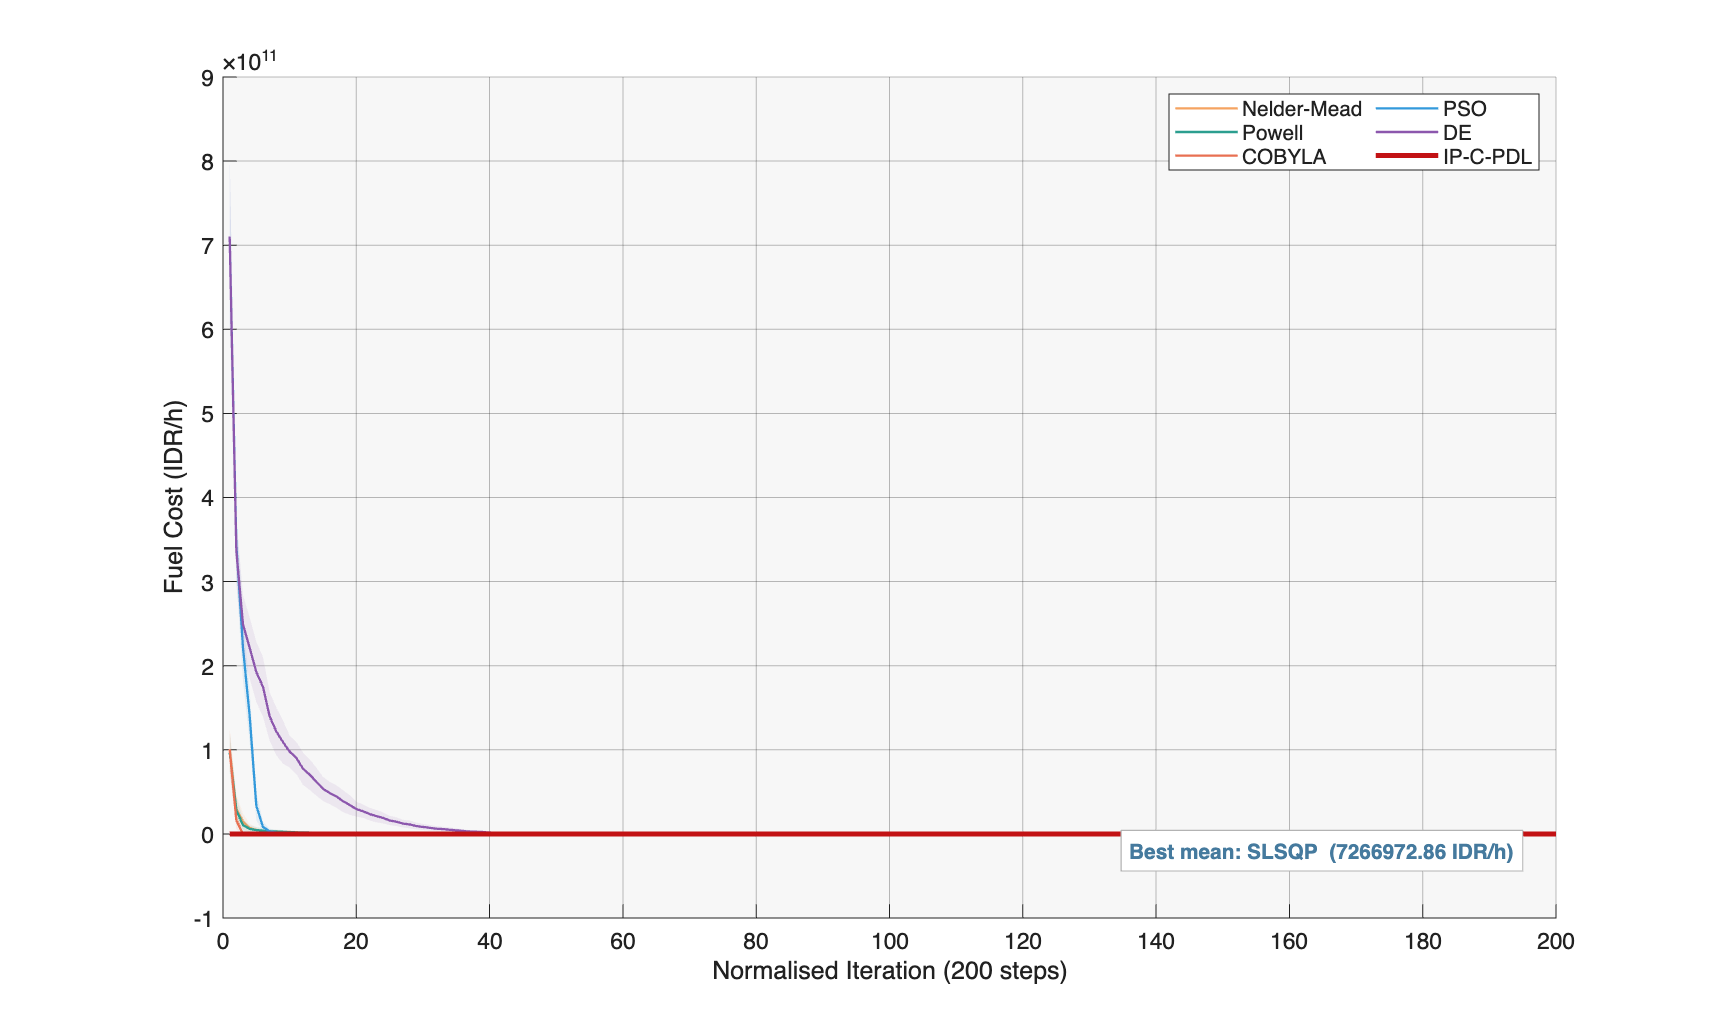 ×10¹¹
9
8
7
6
5
4
3
2
1
0
-1
Fuel Cost (IDR/h)
Nelder-Mead
Powell
COBYLA
PSO
DE
IP-C-PDL
Best mean: SLSQP (7266972.86 IDR/h)
0 20 40 60 80 100 120 140 160 180 200
Normalised Iteration (200 steps)